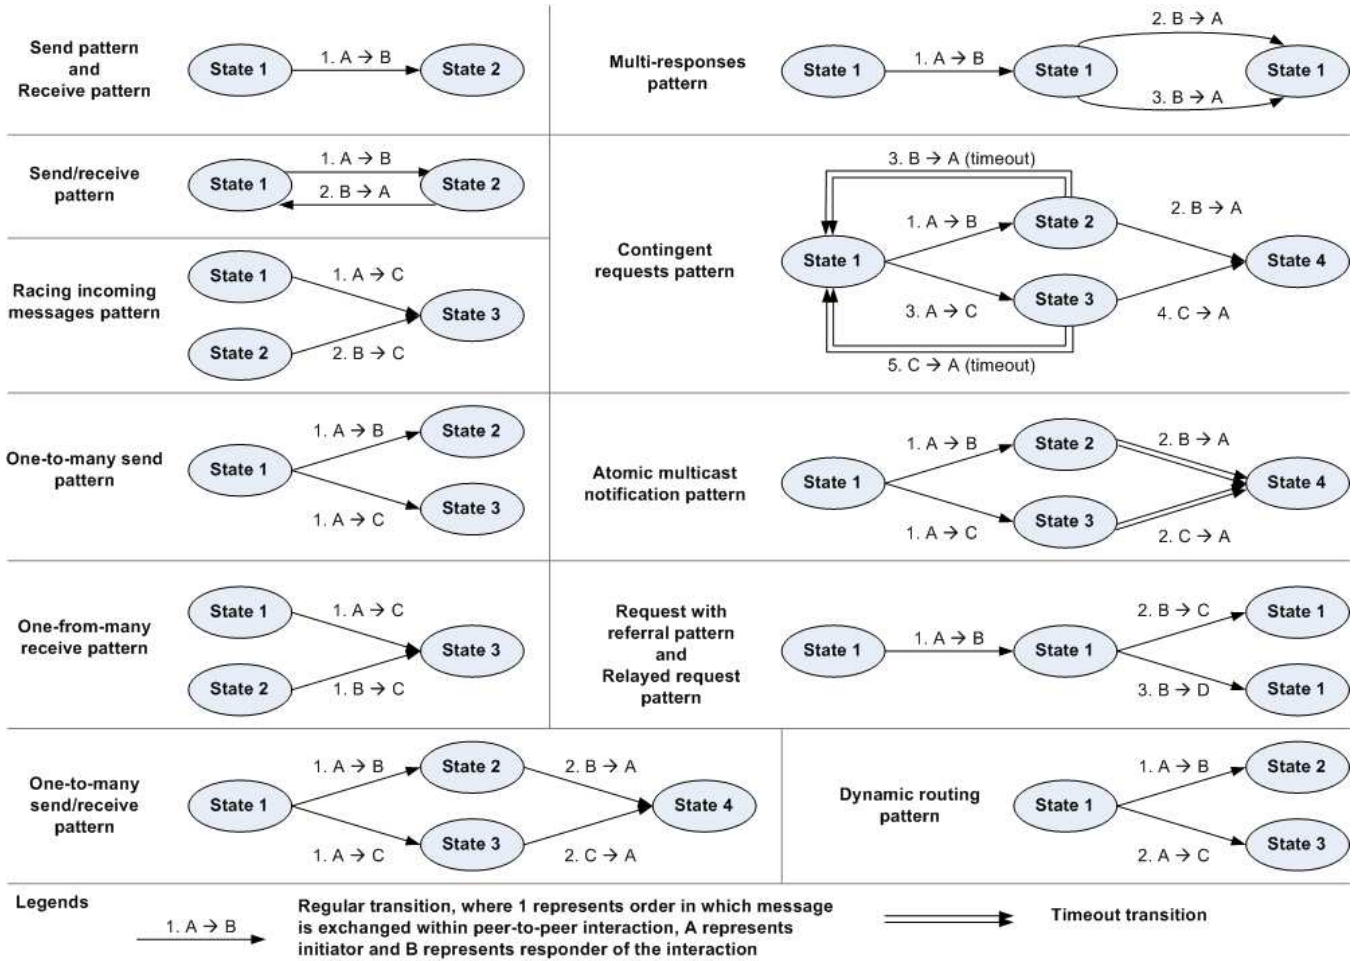 Send pattern
and
Receive pattern
State 1
1. A → B
State 2
Multi-responses
pattern
State 1
1. A → B
State 1
2. B → A
3. B → A
State 1
Send/receive
pattern
State 1
1. A → B
2. B → A
State 2
Contingent
requests pattern
3. B → A (timeout)
State 1
1. A → B
State 2
2. B → A
State 4
3. A → C
State 3
4. C → A
5. C → A (timeout)
Racing incoming
messages pattern
State 1
1. A → C
State 3
State 2
2. B → C
One-to-many send
pattern
State 1
1. A → B
State 2
State 3
1. A → C
Atomic multicast
notification pattern
State 1
1. A → B
State 2
2. B → A
State 4
1. A → C
State 3
2. C → A
One-from-many
receive pattern
State 1
1. A → C
State 3
State 2
1. B → C
Request with
referral pattern
and
Relayed request
pattern
State 1
1. A → B
State 1
2. B → C
State 1
3. B → D
State 1
One-to-many
send/receive
pattern
State 1
1. A → B
State 2
2. B → A
State 4
1. A → C
State 3
2. C → A
Dynamic routing
pattern
State 1
1. A → B
State 2
2. A → C
State 3
Legends
1. A → B
Regular transition, where 1 represents order in which message
is exchanged within peer-to-peer interaction, A represents
initiator and B represents responder of the interaction
Timeout transition